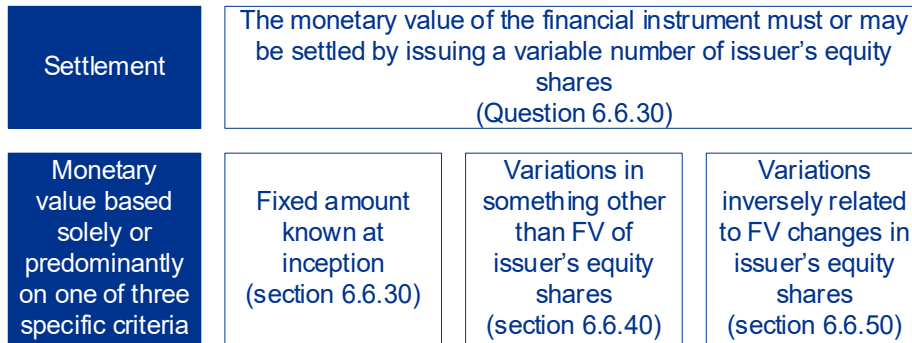 Settlement
The monetary value of the financial instrument must or may
be settled by issuing a variable number of issuer’s equity
shares
(Question 6.6.30)
Monetary
value based
solely or
predominantly
on one of three
specific criteria
Fixed amount
known at
inception
(section 6.6.30)
Variations in
something other
than FV of
issuer’s equity
shares
(section 6.6.40)
Variations
inversely related
to FV changes in
issuer’s equity
shares
(section 6.6.50)